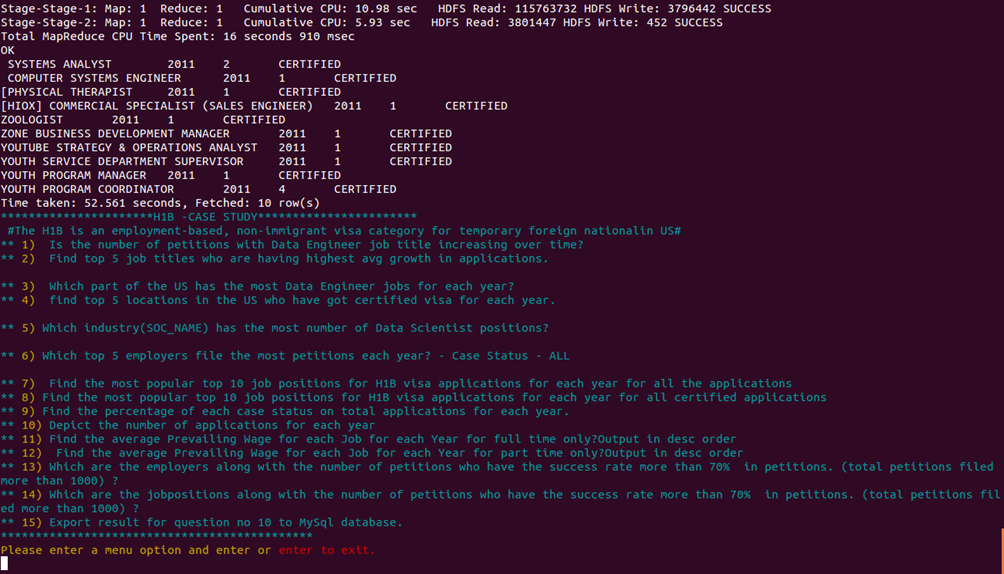 Stage-Stage-1: Map: 1  Reduce: 1   Cumulative CPU: 10.98 sec   HDFS Read: 115763732 HDFS Write: 3796442 SUCCESS
Stage-Stage-2: Map: 1  Reduce: 1   Cumulative CPU: 5.93 sec   HDFS Read: 3801447 HDFS Write: 452 SUCCESS
Total MapReduce CPU Time Spent: 16 seconds 910 msec
OK
 SYSTEMS ANALYST	2011	2	CERTIFIED
 COMPUTER SYSTEMS ENGINEER	2011	1	CERTIFIED
[PHYSICAL THERAPIST	2011	1	CERTIFIED
[HIOX] COMMERCIAL SPECIALIST (SALES ENGINEER)	2011	1	CERTIFIED
ZOOLOGIST	2011	1	CERTIFIED
ZONE BUSINESS DEVELOPMENT MANAGER	2011	1	CERTIFIED
YOUTUBE STRATEGY & OPERATIONS ANALYST	2011	1	CERTIFIED
YOUTH SERVICE DEPARTMENT SUPERVISOR	2011	1	CERTIFIED
YOUTH PROGRAM MANAGER	2011	1	CERTIFIED
YOUTH PROGRAM COORDINATOR	2011	4	CERTIFIED
Time taken: 52.561 seconds, Fetched: 10 row(s)
**********************H1B -CASE STUDY***********************
 #The H1B is an employment-based, non-immigrant visa category for temporary foreign nationalin US#
** 1)  Is the number of petitions with Data Engineer job title increasing over time?
** 2)  Find top 5 job titles who are having highest avg growth in applications.
** 3)  Which part of the US has the most Data Engineer jobs for each year?
** 4)  find top 5 locations in the US who have got certified visa for each year.
** 5) Which industry(SOC_NAME) has the most number of Data Scientist positions?
** 6) Which top 5 employers file the most petitions each year? - Case Status - ALL
** 7)  Find the most popular top 10 job positions for H1B visa applications for each year for all the applications
** 8) Find the most popular top 10 job positions for H1B visa applications for each year for all certified applications
** 9) Find the percentage of each case status on total applications for each year.
** 10) Depict the number of applications for each year
** 11) Find the average Prevailing Wage for each Job for each Year for full time only?Output in desc order
** 12)  Find the average Prevailing Wage for each Job for each Year for part time only?Output in desc order
** 13) Which are the employers along with the number of petitions who have the success rate more than 70%  in petitions. (total petitions filed
more than 1000) ?
** 14) Which are the jobpositions along with the number of petitions who have the success rate more than 70%  in petitions. (total petitions fil
ed more than 1000) ?
** 15) Export result for question no 10 to MySql database.
*********************************************
Please enter a menu option and enter or enter to exit.